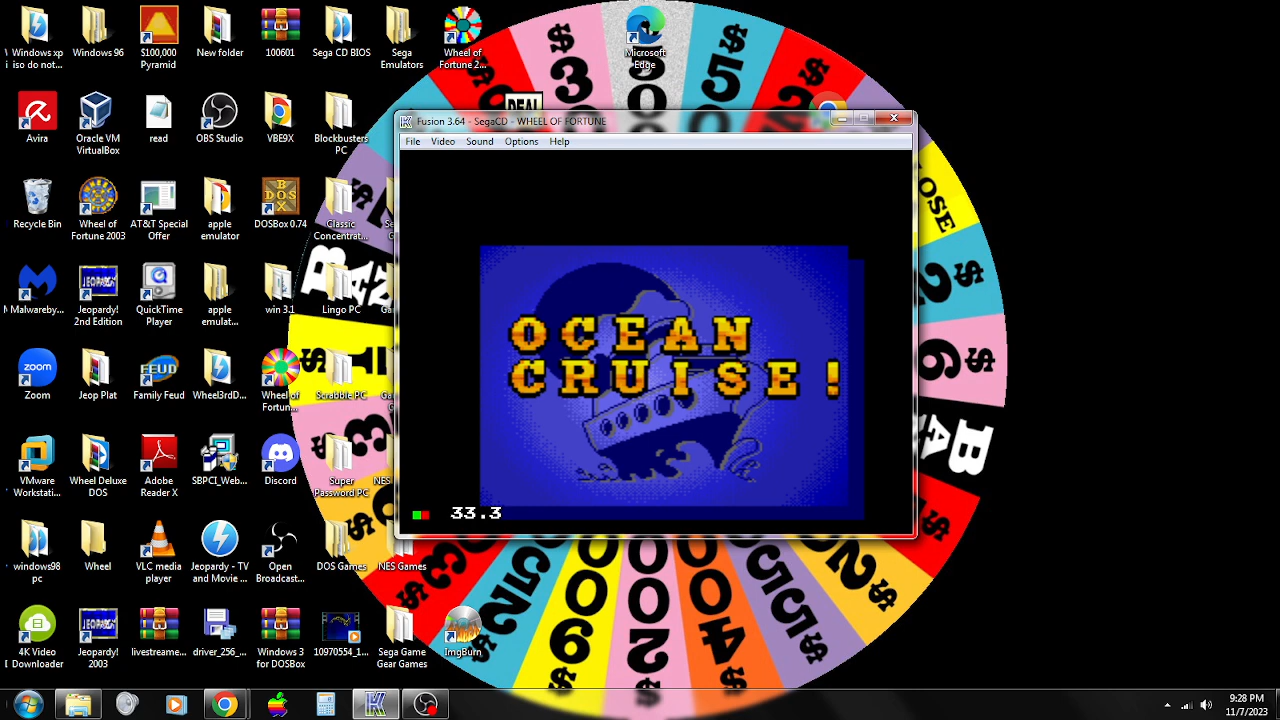 Windows xp iso do not...
Windows 96
$100,000 Pyramid
New folder
100601
Sega CD BIOS
Sega Emulators
Wheel of Fortune 2...
Microsoft Edge
Avira
Oracle VM VirtualBox
read
OBS Studio
VBE9X
Blockbusters PC
Recycle Bin
Wheel of Fortune 2003
AT&T Special Offer
apple emulator
DOSBox 0.74
Classic Concentrat...
Malwareby...
Jeopardy! 2nd Edition
QuickTime Player
apple emulat...
win 3.1
Lingo PC
Zoom
Jeop Plat
Family Feud
Wheel3rdD...
Wheel of Fortun...
Scrabble PC
VMware Workstati...
Wheel Deluxe DOS
Adobe Reader X
SBPCI_Web...
Discord
Super Password PC
windows98 pc
Wheel
VLC media player
Jeopardy - TV and Movie ...
Open Broadcast...
DOS Games
NES Games
4K Video Downloader
Jeopardy! 2003
livestreame...
driver_256_...
Windows 3 for DOSBox
10970554_1...
Sega Game Gear Games
ImgBurn
Fusion 3.64 - SegaCD - WHEEL OF FORTUNE
File Video Sound Options Help
OCEAN
CRUISE!
33.3
9:28 PM
11/7/2023